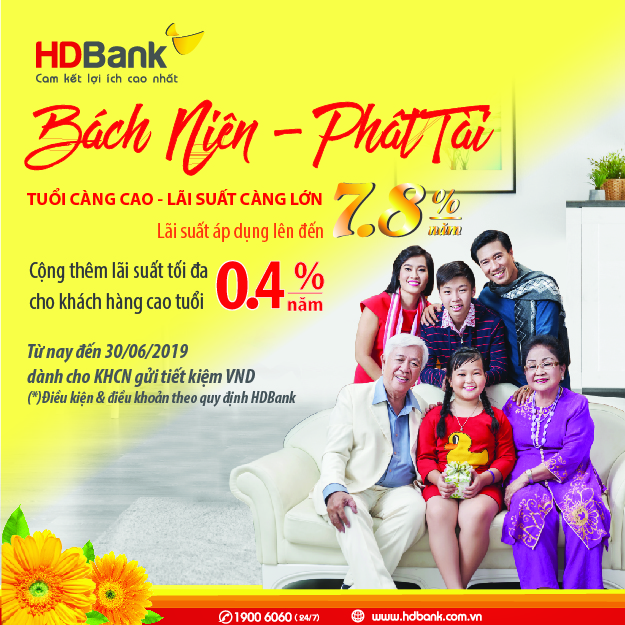 HDBank
Cam kết lợi ích cao nhất
Bách Niên – Phát Tài
TUỔI CÀNG CAO - LÃI SUẤT CÀNG LỚN
Lãi suất áp dụng lên đến 7.8% năm
Cộng thêm lãi suất tối đa
cho khách hàng cao tuổi 0.4% năm
Từ nay đến 30/06/2019
dành cho KHCN gửi tiết kiệm VND
(*)Điều kiện & điều khoản theo quy định HDBank
1900 6060 (24/7) www.hdbank.com.vn